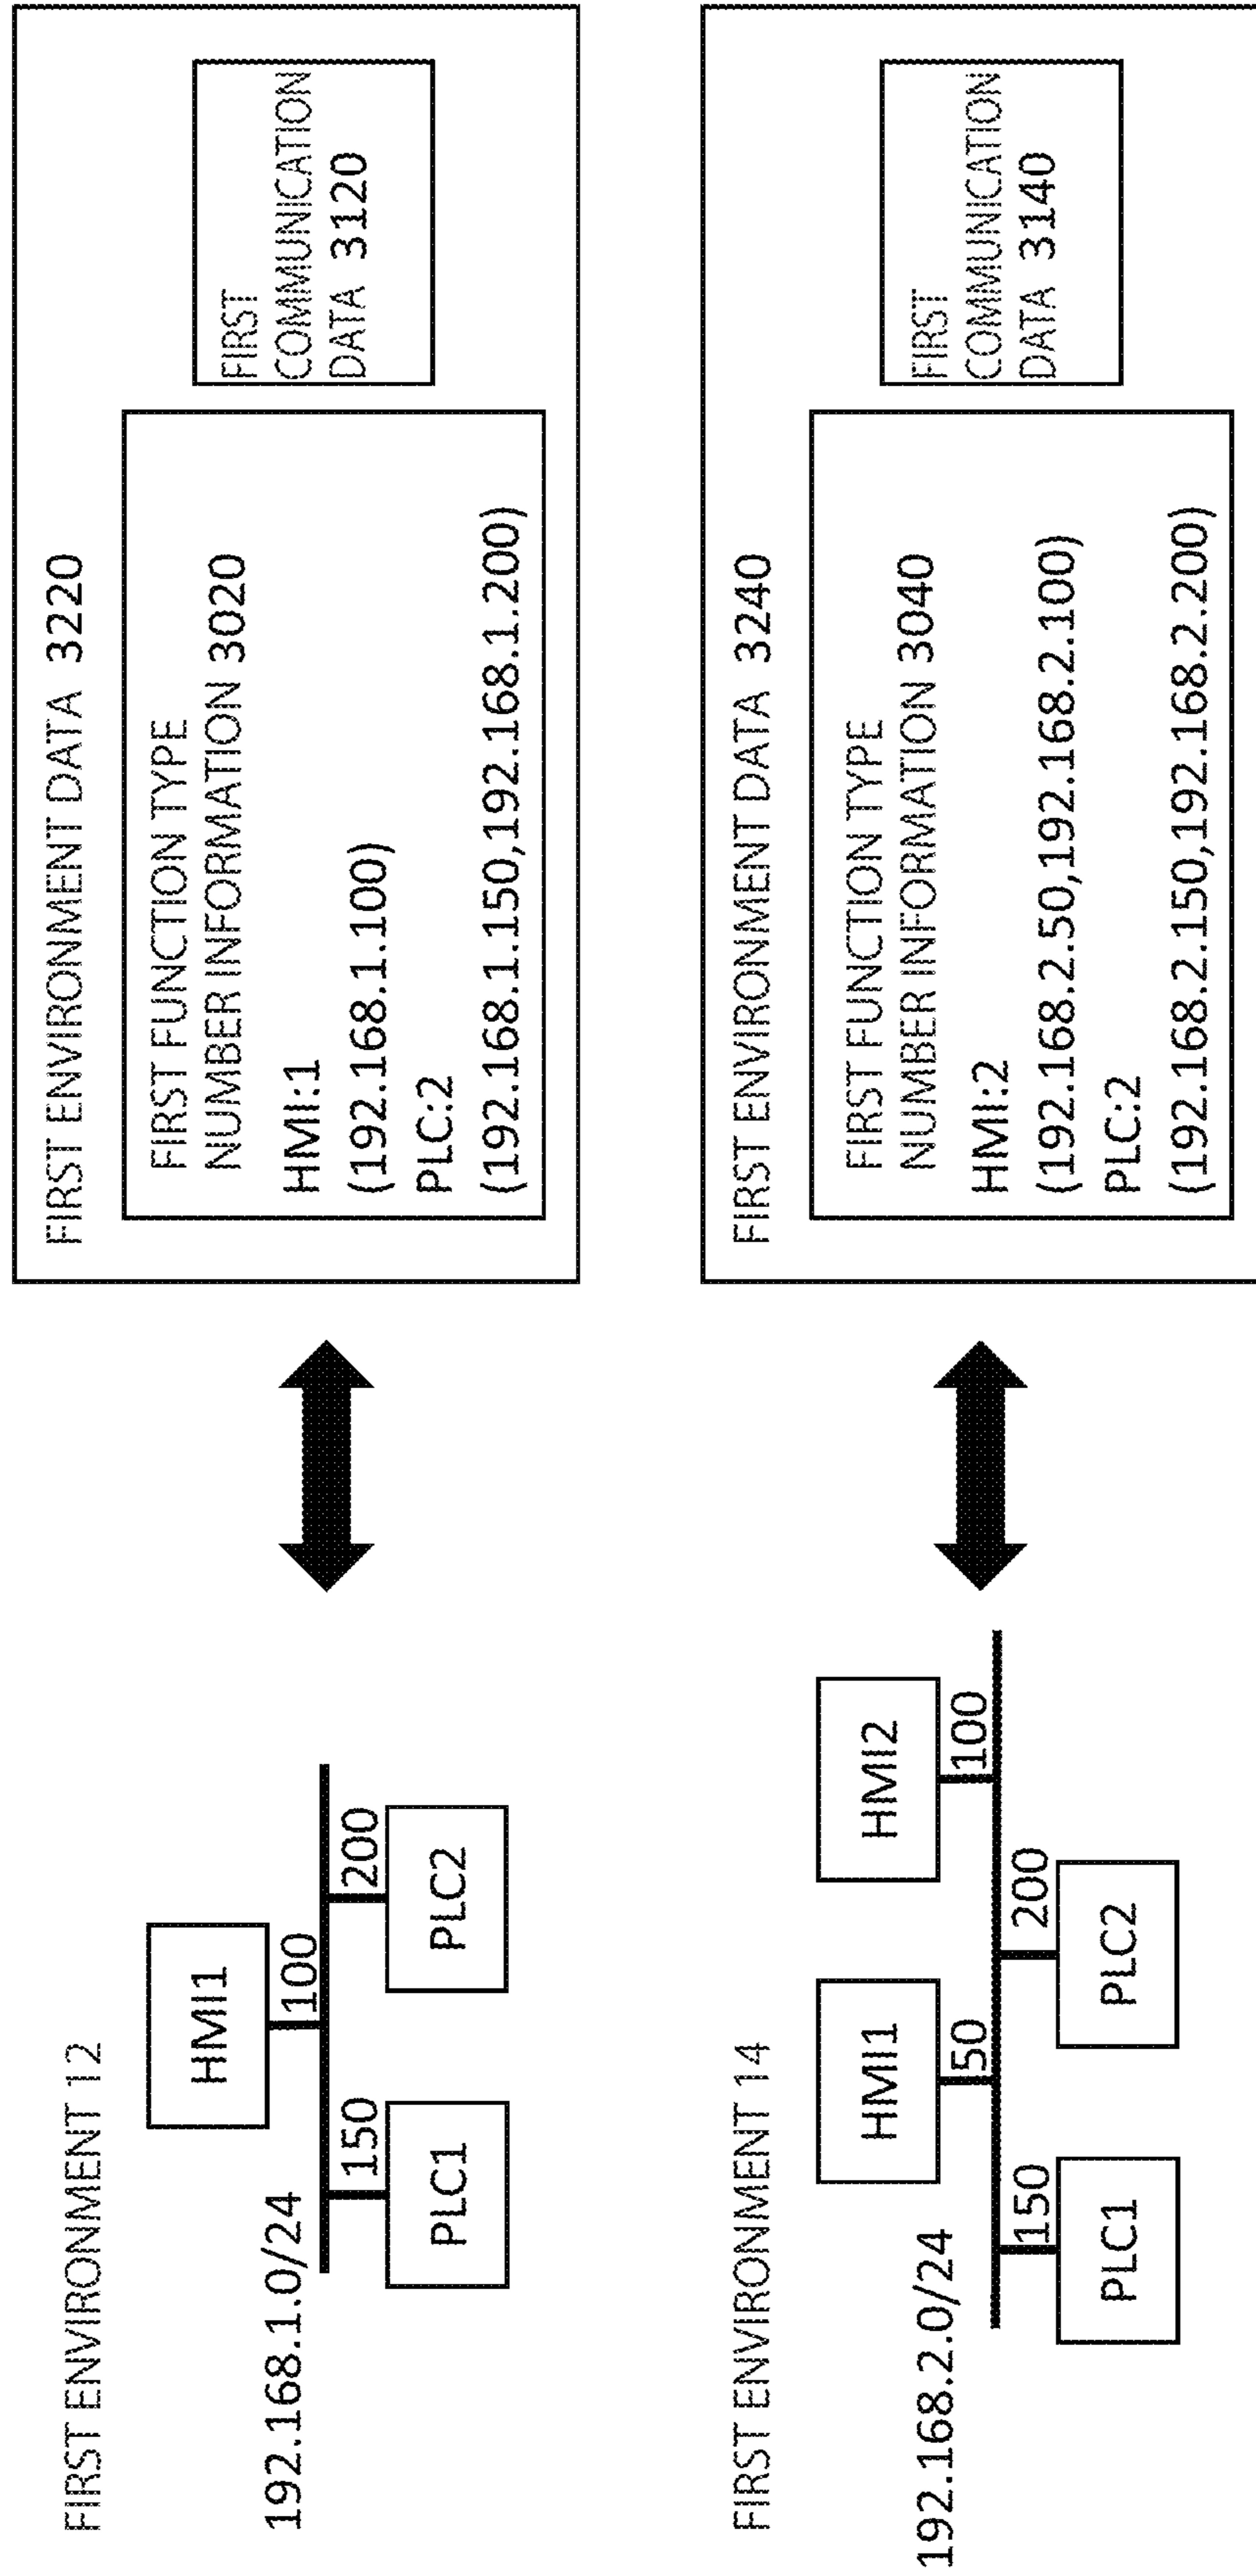 FIRST ENVIRONMENT 12
192.168.1.0/24
HMI1
100
150
200
PLC1
PLC2
FIRST ENVIRONMENT DATA 3220
FIRST FUNCTION TYPE
NUMBER INFORMATION 3020
HMI:1
(192.168.1.100)
PLC:2
(192.168.1.150,192.168.1.200)
FIRST
COMMUNICATION
DATA 3120
FIRST ENVIRONMENT 14
192.168.2.0/24
HMI1
HMI2
50
100
150
200
PLC1
PLC2
FIRST ENVIRONMENT DATA 3240
FIRST FUNCTION TYPE
NUMBER INFORMATION 3040
HMI:2
(192.168.2.50,192.168.2.100)
PLC:2
(192.168.2.150,192.168.2.200)
FIRST
COMMUNICATION
DATA 3140